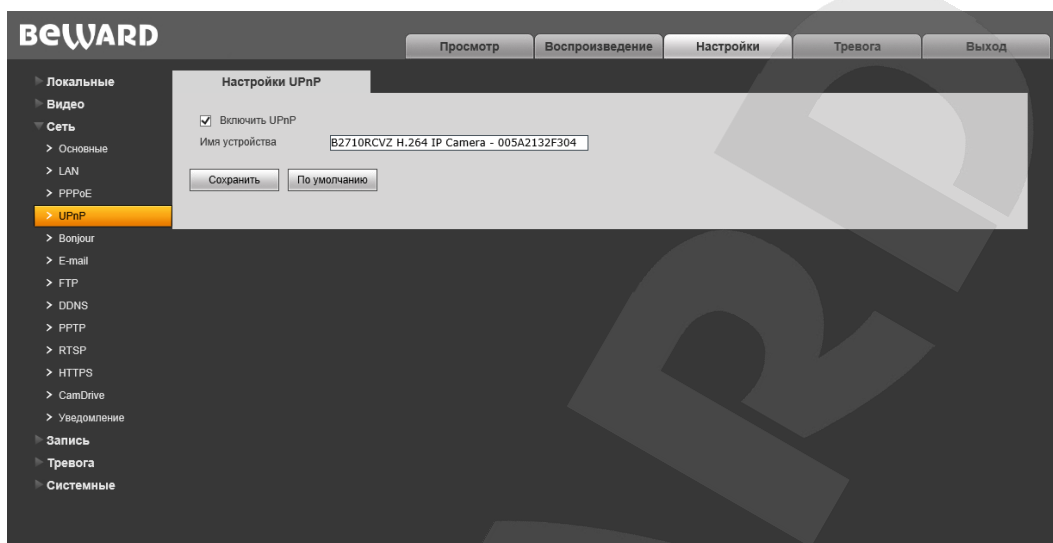 BEWARD
Просмотр Воспроизведение Настройки Тревога Выход
Локальные
Видео
Сеть
Основные
LAN
PPPoE
UPnP
Bonjour
E-mail
FTP
DDNS
PPTP
RTSP
HTTPS
CamDrive
Уведомление
Запись
Тревога
Системные
Настройки UPnP
Включить UPnP
Имя устройства B2710RCVZ H.264 IP Camera - 005A2132F304
Сохранить По умолчанию